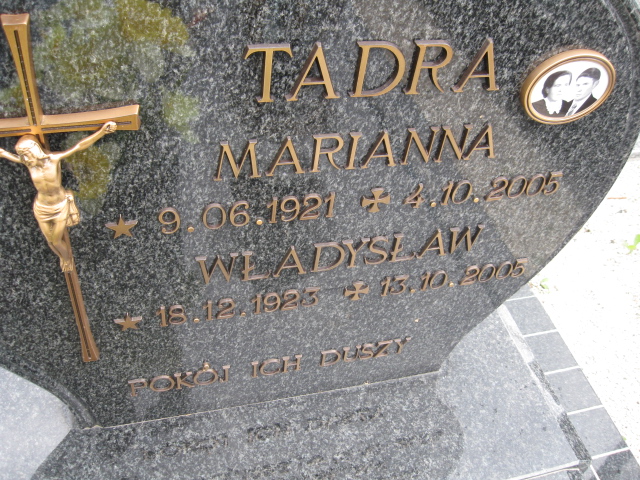 TADRA
MARIANNA
9.06.1921 4.10.2005
WŁADYSŁAW
18.12.1923 13.10.2005
POKÓJ ICH DUSZY